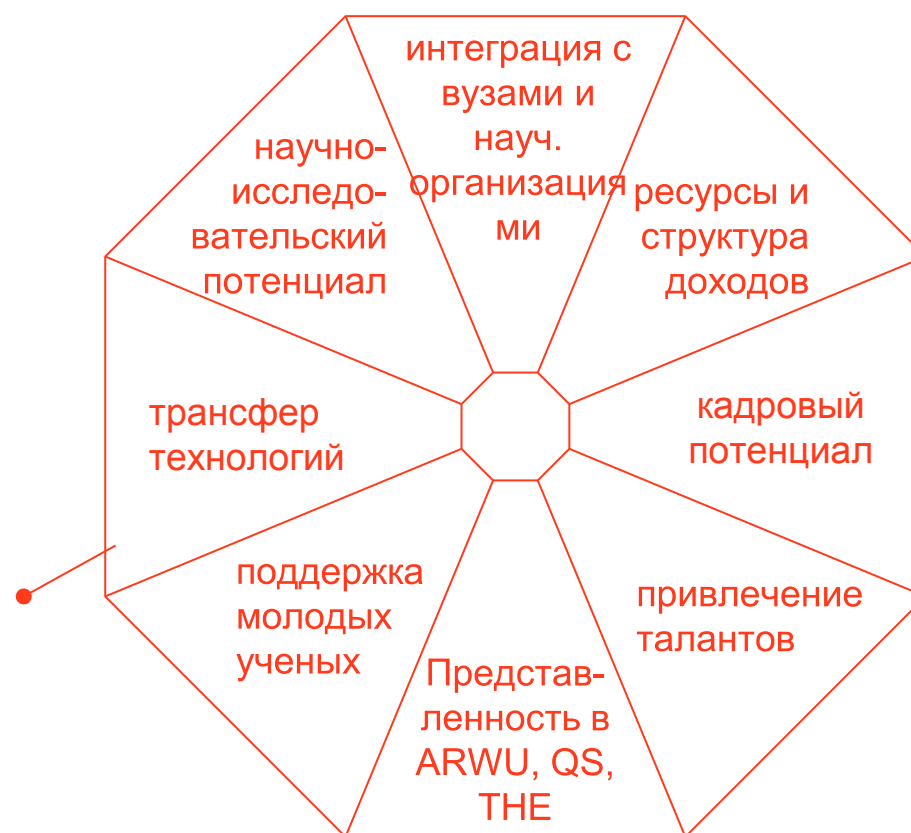 интеграция с
вузами и
науч.
организация
ми
научно-
исследо-
вательский
потенциал
ресурсы и
структура
доходов
трансфер
технологий
кадровый
потенциал
поддержка
молодых
ученых
привлечение
талантов
Представ-
ленность в
ARWU, QS,
THE